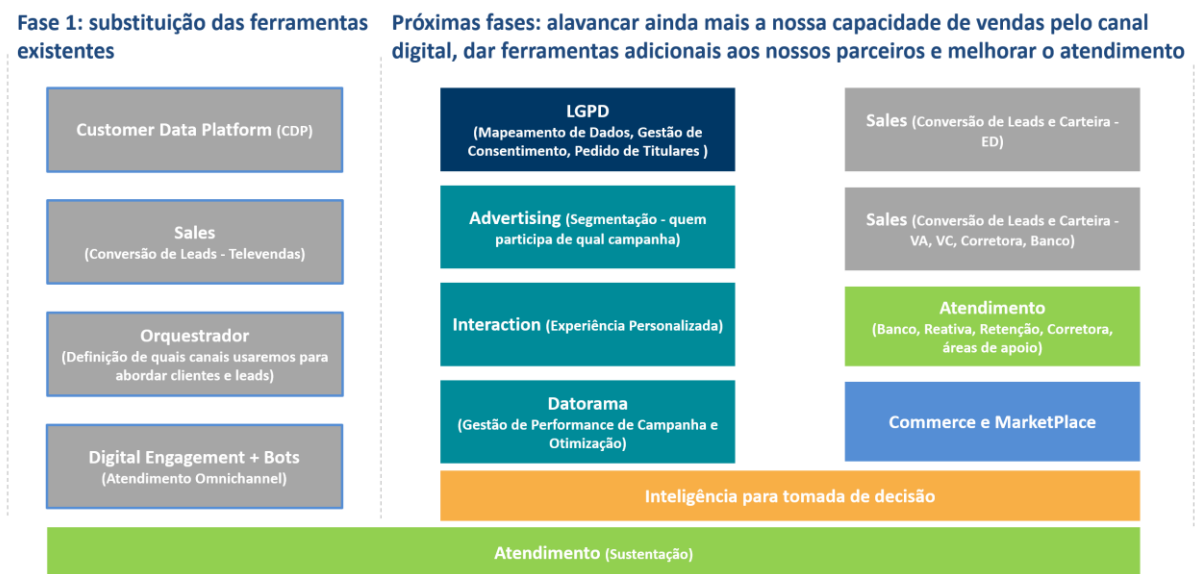 Fase 1: substituição das ferramentas
existentes
Customer Data Platform (CDP)
Sales
(Conversão de Leads - Televendas)
Orquestrador
(Definição de quais canais usaremos para
abordar clientes e leads)
Digital Engagement + Bots
(Atendimento Omnichannel)
Próximas fases: alavancar ainda mais a nossa capacidade de vendas pelo canal
digital, dar ferramentas adicionais aos nossos parceiros e melhorar o atendimento
LGPD
(Mapeamento de Dados, Gestão de
Consentimento, Pedido de Titulares )
Advertising (Segmentação - quem
participa de qual campanha)
Interaction (Experiência Personalizada)
Datorama
(Gestão de Performance de Campanha e
Otimização)
Sales (Conversão de Leads e Carteira -
ED)
Sales (Conversão de Leads e Carteira -
VA, VC, Corretora, Banco)
Atendimento
(Banco, Reativa, Retenção, Corretora,
áreas de apoio)
Commerce e MarketPlace
Inteligência para tomada de decisão
Atendimento (Sustentação)